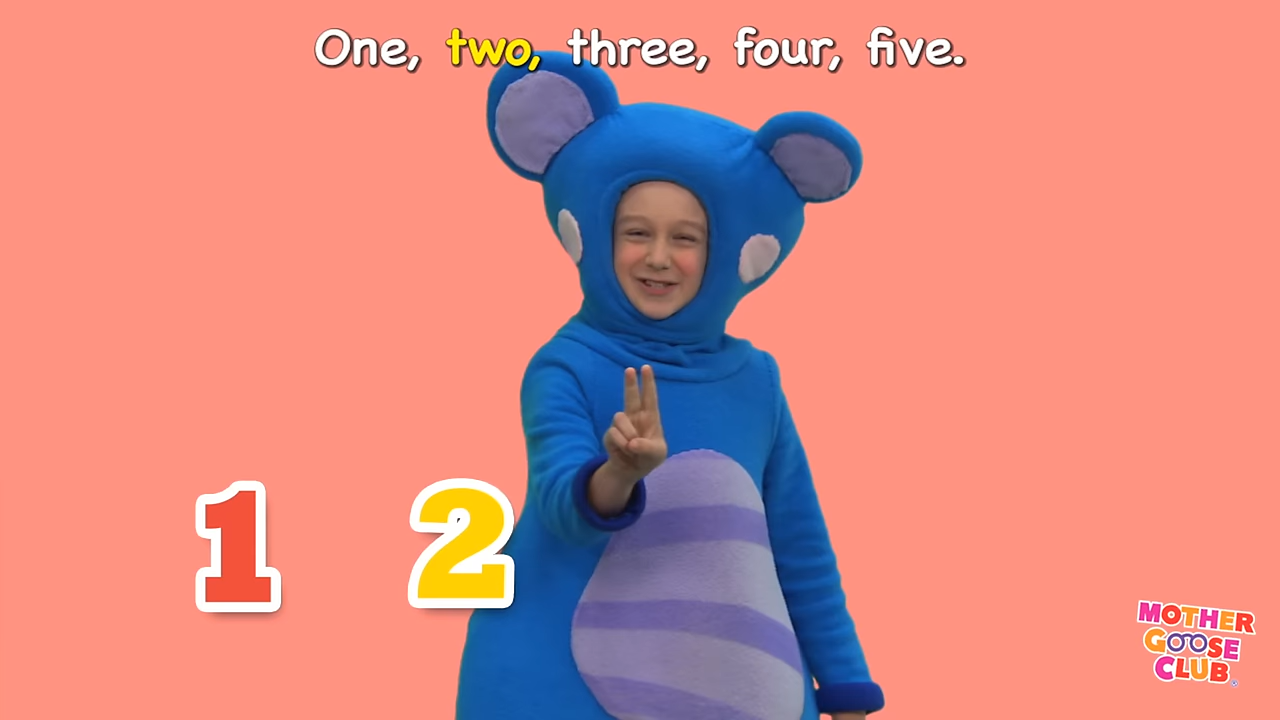 One, two, three, four, five.
1 2
MOTHER
GOOSE
CLUB